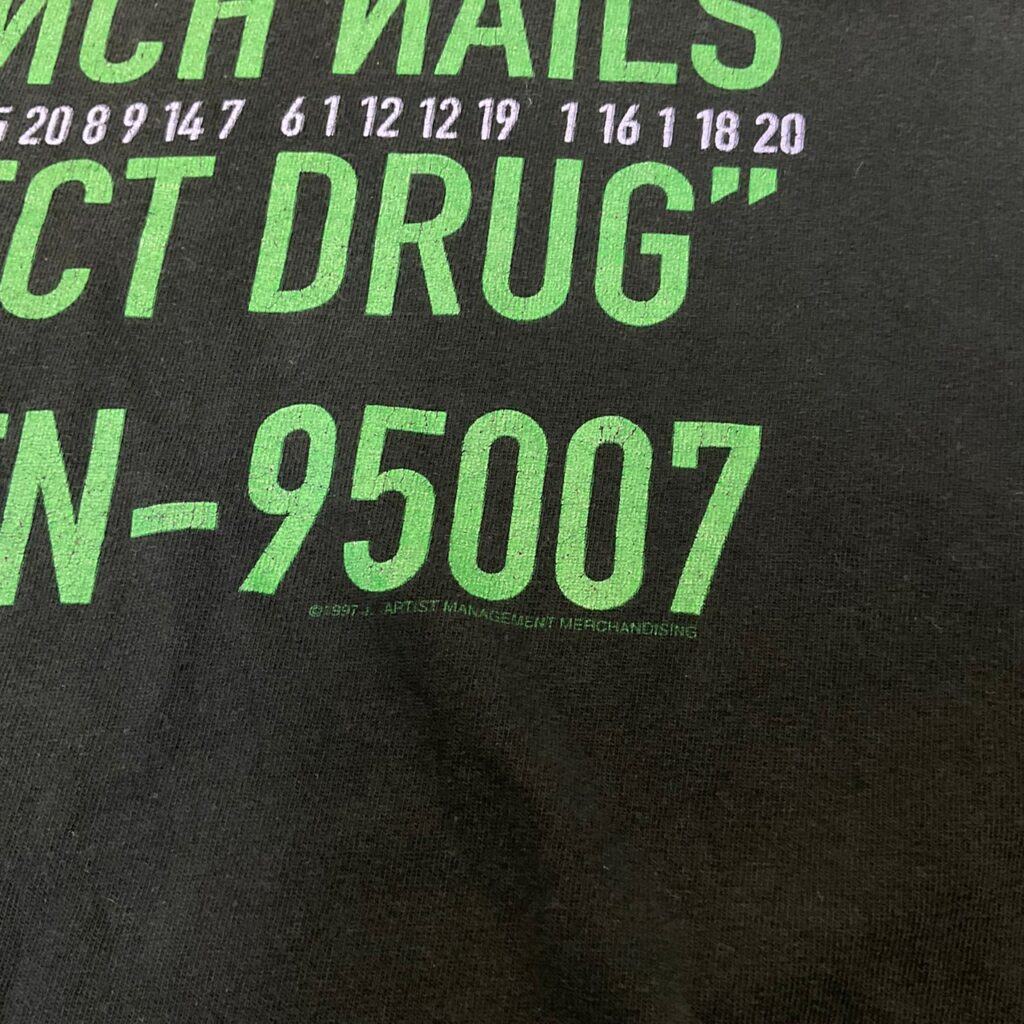 NCH NAILS
20 8 9 14 7 6 1 12 12 19 1 16 1 18 20
CT DRUG”
N-95007
©1997 J. ARTIST MANAGEMENT MERCHANDISING